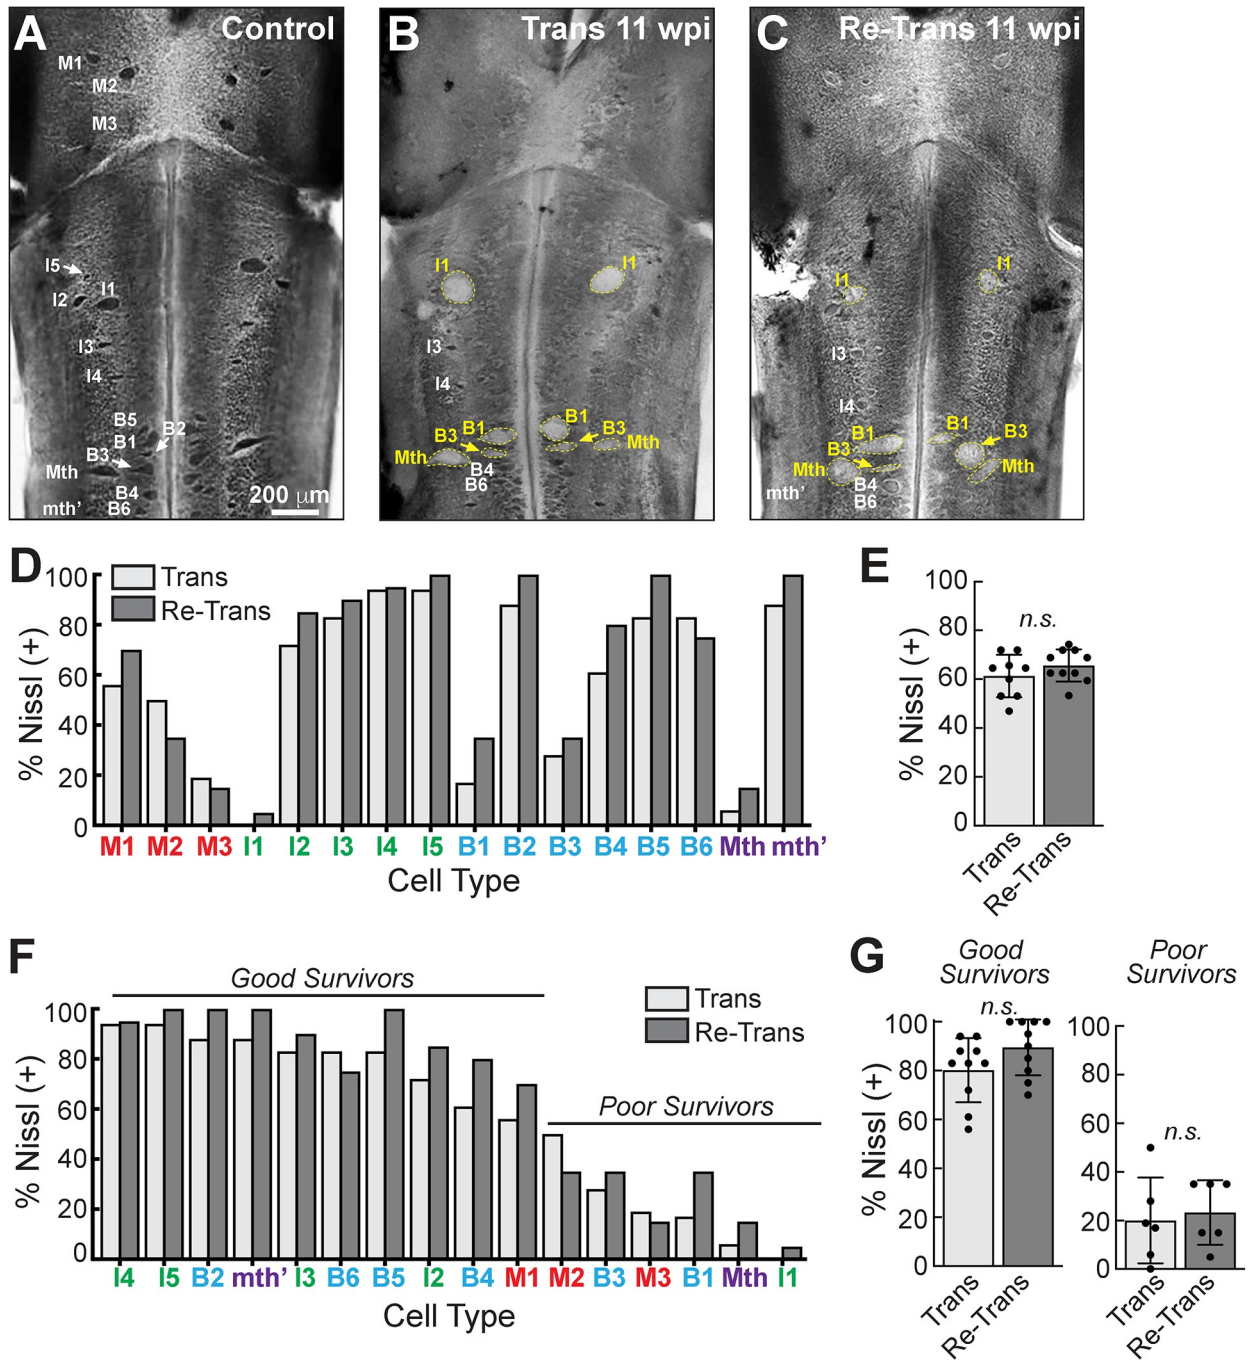 A Control
M1
M2
M3
I5
I2 I1
I3
I4
B5
B1 B2
B3
Mth
B4
mth’ B6
200 µm
B Trans 11 wpi
I1 I1
I3
I4
B1 B1
B3 B3
Mth Mth
B4
B6
C Re-Trans 11 wpi
I1 I1
I3
I4
B1 B1
B3 B3
Mth Mth
B4
mth’ B6
D
Trans
Re-Trans
% Nissl (+)
100
80
60
40
20
0
M1 M2 M3 I1 I2 I3 I4 I5 B1 B2 B3 B4 B5 B6 Mth mth’
Cell Type
E
% Nissl (+)
100
80
60
40
20
0
n.s.
Trans
Re-Trans
F
Good Survivors
Poor Survivors
Trans
Re-Trans
% Nissl (+)
100
80
60
40
20
0
I4 I5 B2 mth’ I3 B6 B5 I2 B4 M1 M2 B3 M3 B1 Mth I1
Cell Type
G
Good
Survivors
n.s.
% Nissl (+)
100
80
60
40
20
0
Trans
Re-Trans
Poor
Survivors
n.s.
100
80
60
40
20
0
Trans
Re-Trans